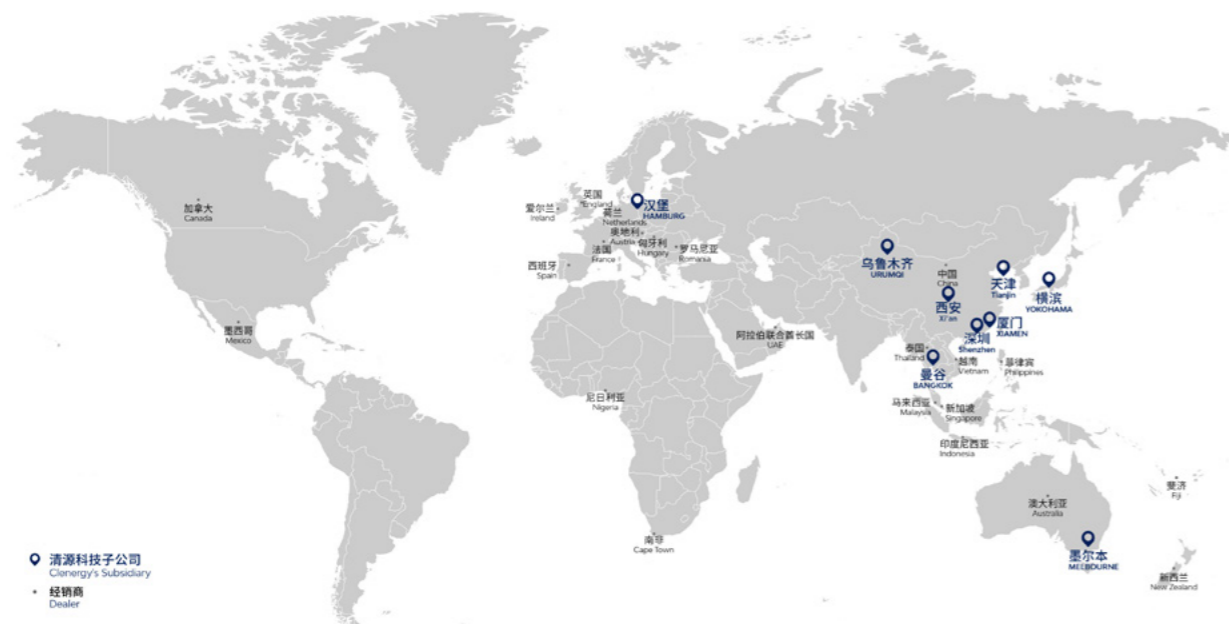 加拿大
Canada
墨西哥
Mexico
英国
England
爱尔兰
Ireland
荷兰
Netherlands
汉堡
HAMBURG
奥地利
Austria
匈牙利
Hungary
法国
France
罗马尼亚
Romania
西班牙
Spain
乌鲁木齐
URUMQI
中国
China
天津
Tianjin
横滨
YOKOHAMA
西安
Xi'an
厦门
XIAMEN
深圳
Shenzhen
阿拉伯联合酋长国
UAE
泰国
Thailand
越南
Vietnam
菲律宾
Philippines
曼谷
BANGKOK
尼日利亚
Nigeria
马来西亚
Malaysia
新加坡
Singapore
印度尼西亚
Indonesia
斐济
Fiji
澳大利亚
Australia
南非
Cape Town
墨尔本
MELBOURNE
新西兰
New Zealand
清源科技子公司
Clenergy's Subsidiary
经销商
Dealer